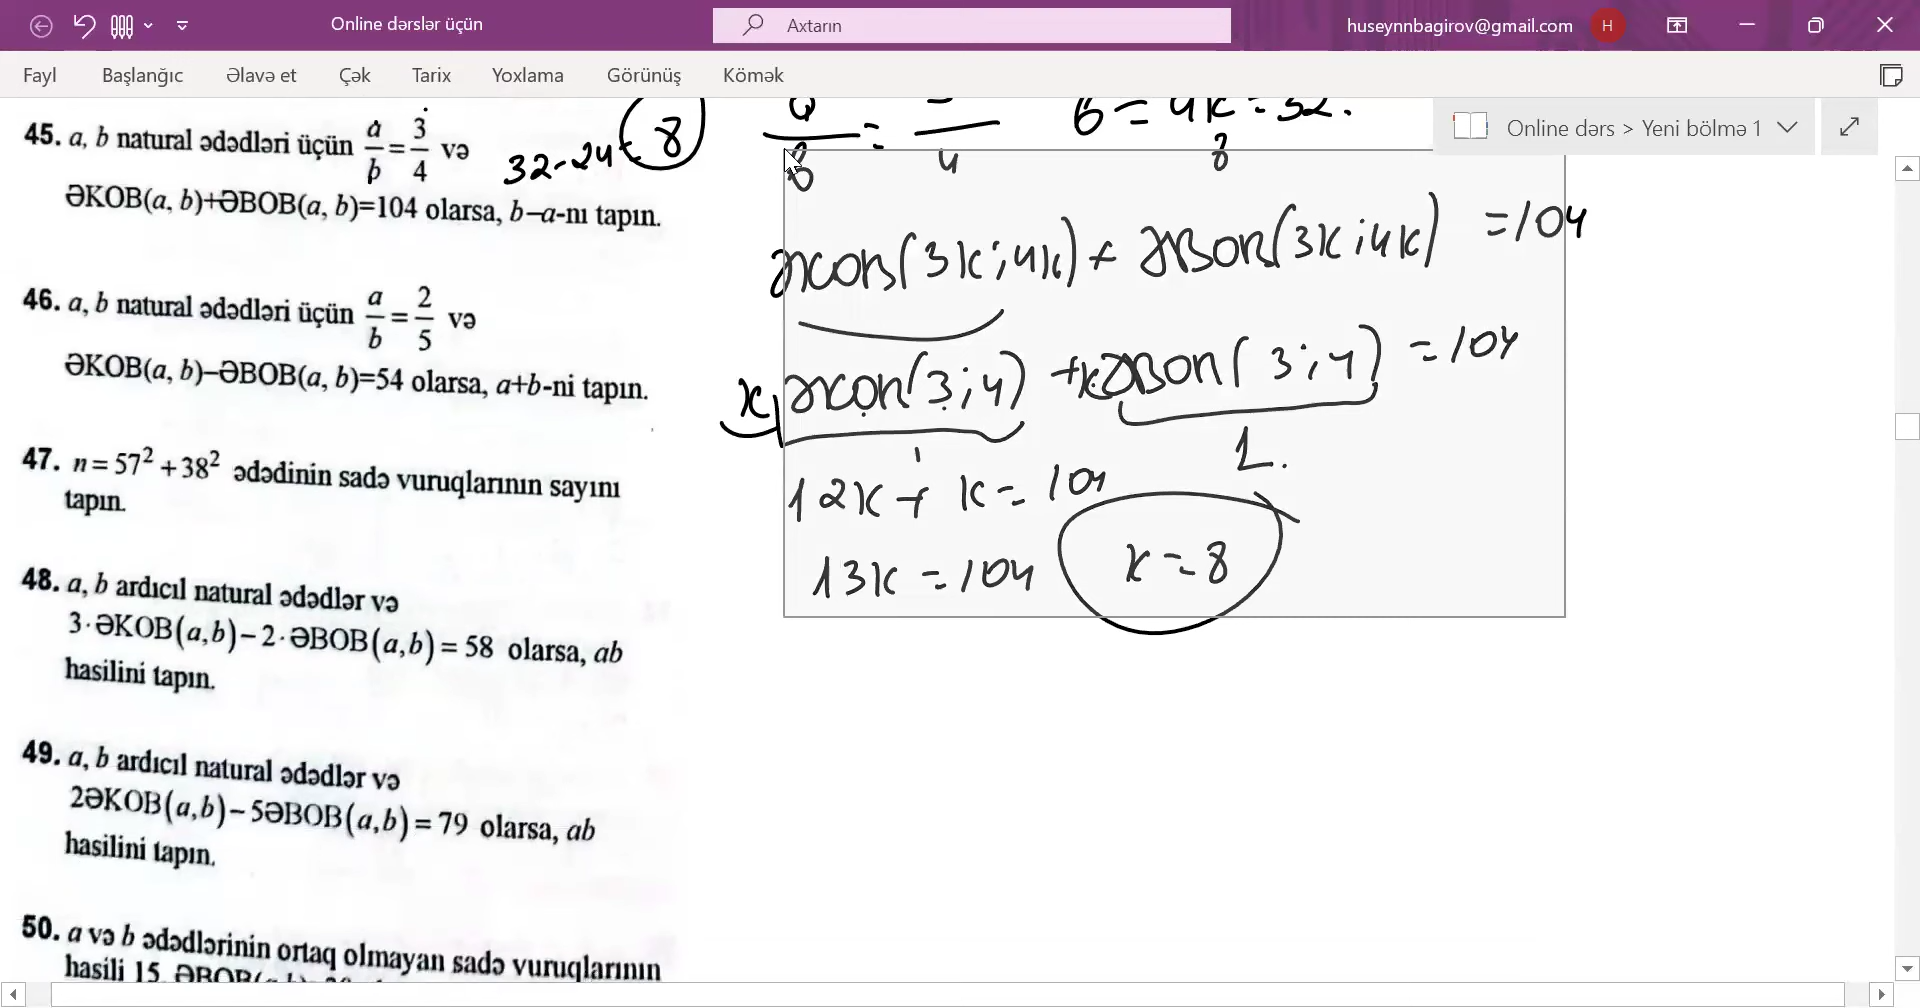 Online dərslər üçün
Axtarın
huseynnbagirov@gmail.com
H
Fayl Başlanğıc Əlavə et Çək Tarix Yoxlama Görünüş Kömək
Online dərs > Yeni bölmə 1
45. a, b natural ədədləri üçün a/b = 3/4 və
ƏKOB(a, b)+ƏBOB(a, b)=104 olarsa, b–a-nı tapın.
32-24= 8
46. a, b natural ədədləri üçün a/b = 2/5 və
ƏKOB(a, b)–ƏBOB(a, b)=54 olarsa, a+b-ni tapın.
47. n = 57² + 38² ədədinin sadə vuruqlarının sayını
tapın.
48. a, b ardıcıl natural ədədlər və
3·ƏKOB(a,b) – 2·ƏBOB(a,b) = 58 olarsa, ab
hasilini tapın.
49. a, b ardıcıl natural ədədlər və
2ƏKOB(a,b) – 5ƏBOB(a,b) = 79 olarsa, ab
hasilini tapın.
50. a və b ədədlərinin ortaq olmayan sadə vuruqlarının
hasili 15, ƏBOB(
= 4k = 32.
4 8
ƏKOB(3k;4k) + ƏBOB(3k;4k) = 104
k ƏKOB(3;4) + k ƏBOB(3;4) = 104
1.
12k + k = 104
13k = 104 k = 8